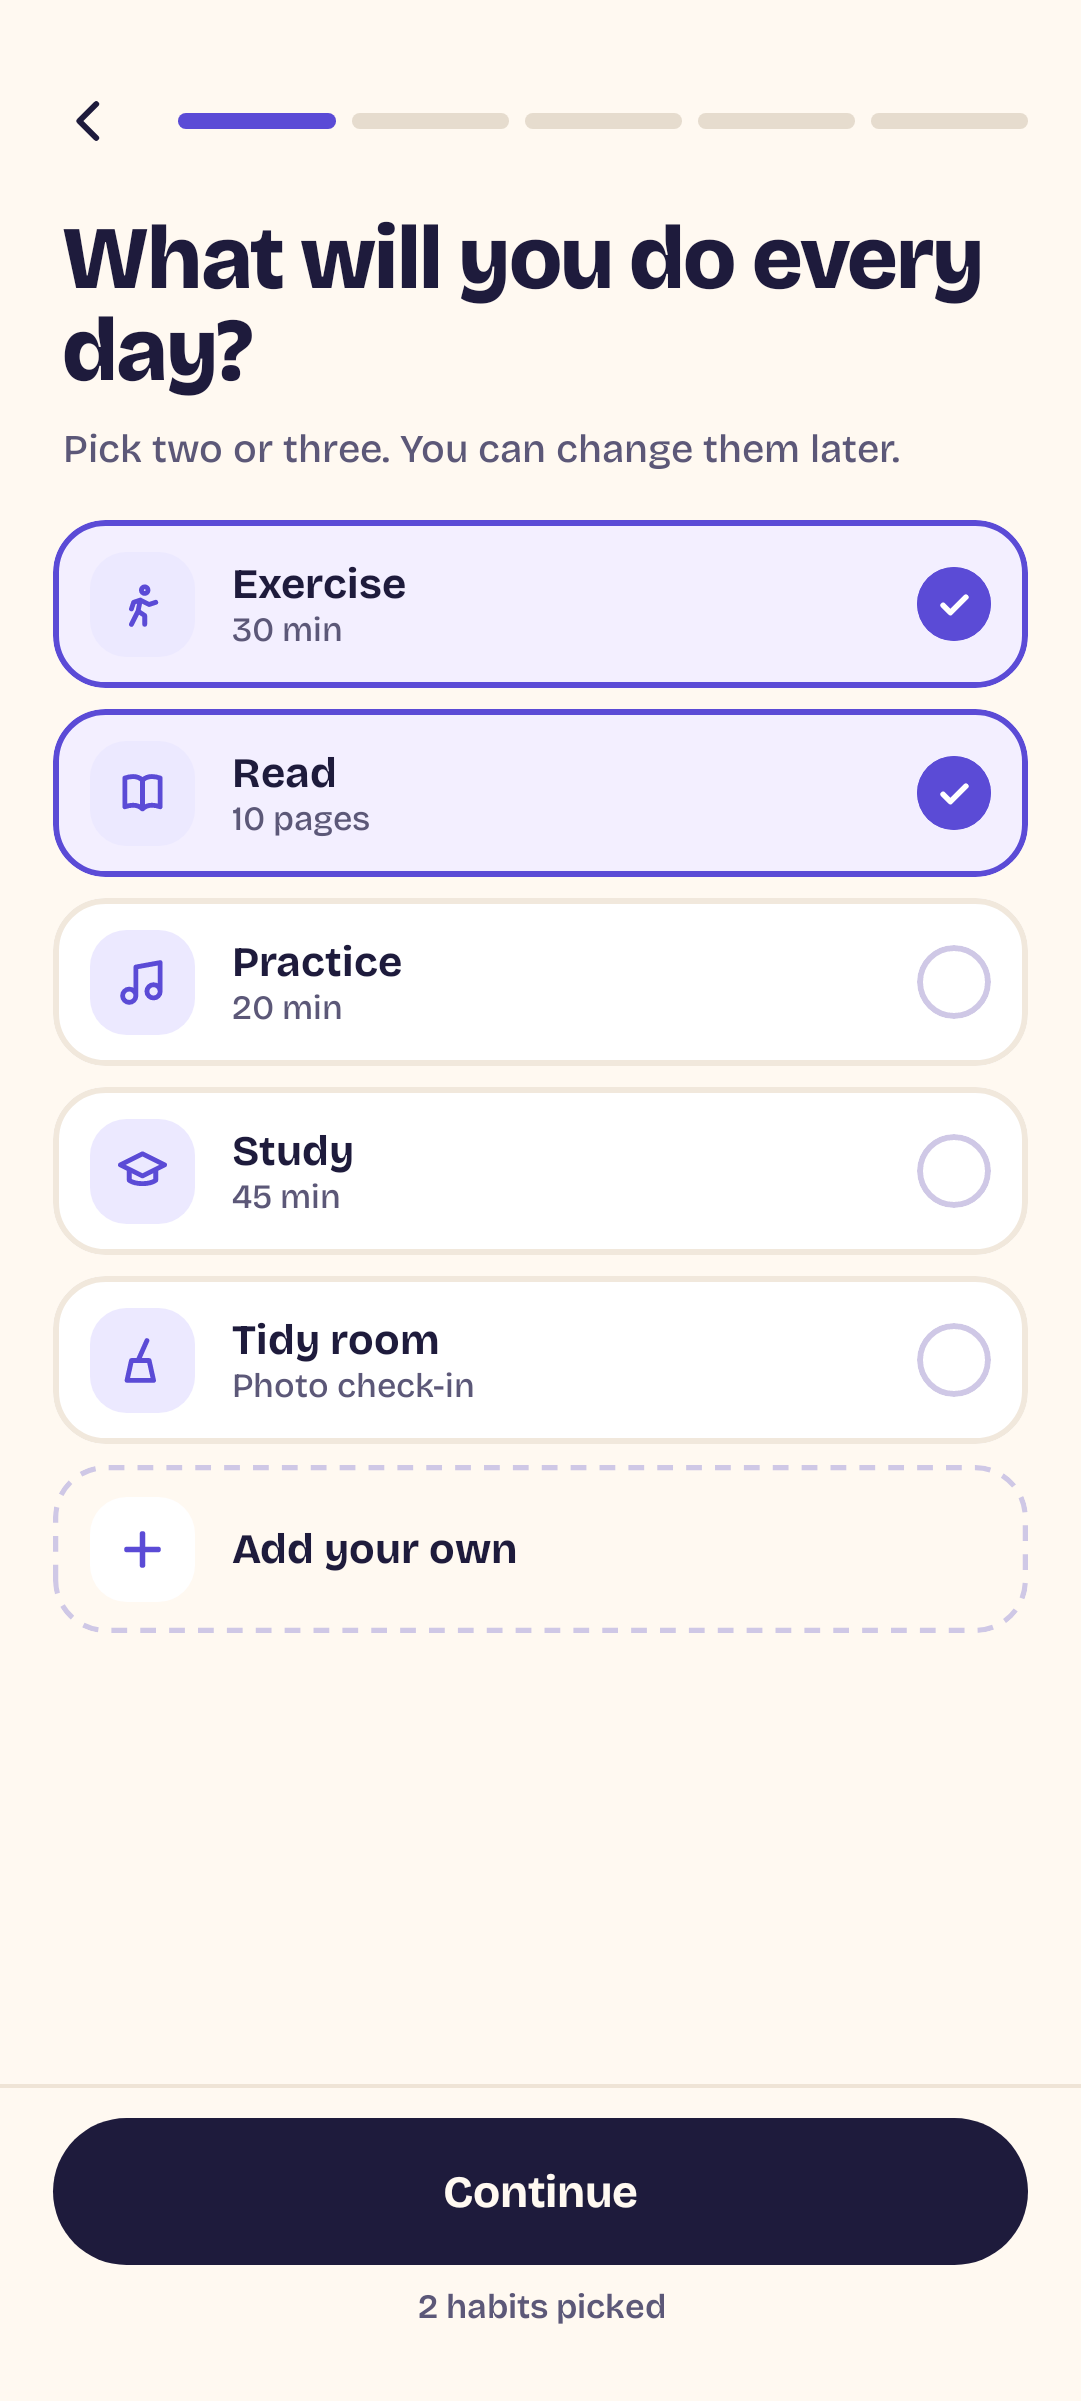 What will you do every
day?
Pick two or three. You can change them later.
Exercise
30 min
Read
10 pages
Practice
20 min
Study
45 min
Tidy room
Photo check-in
Add your own
Continue
2 habits picked